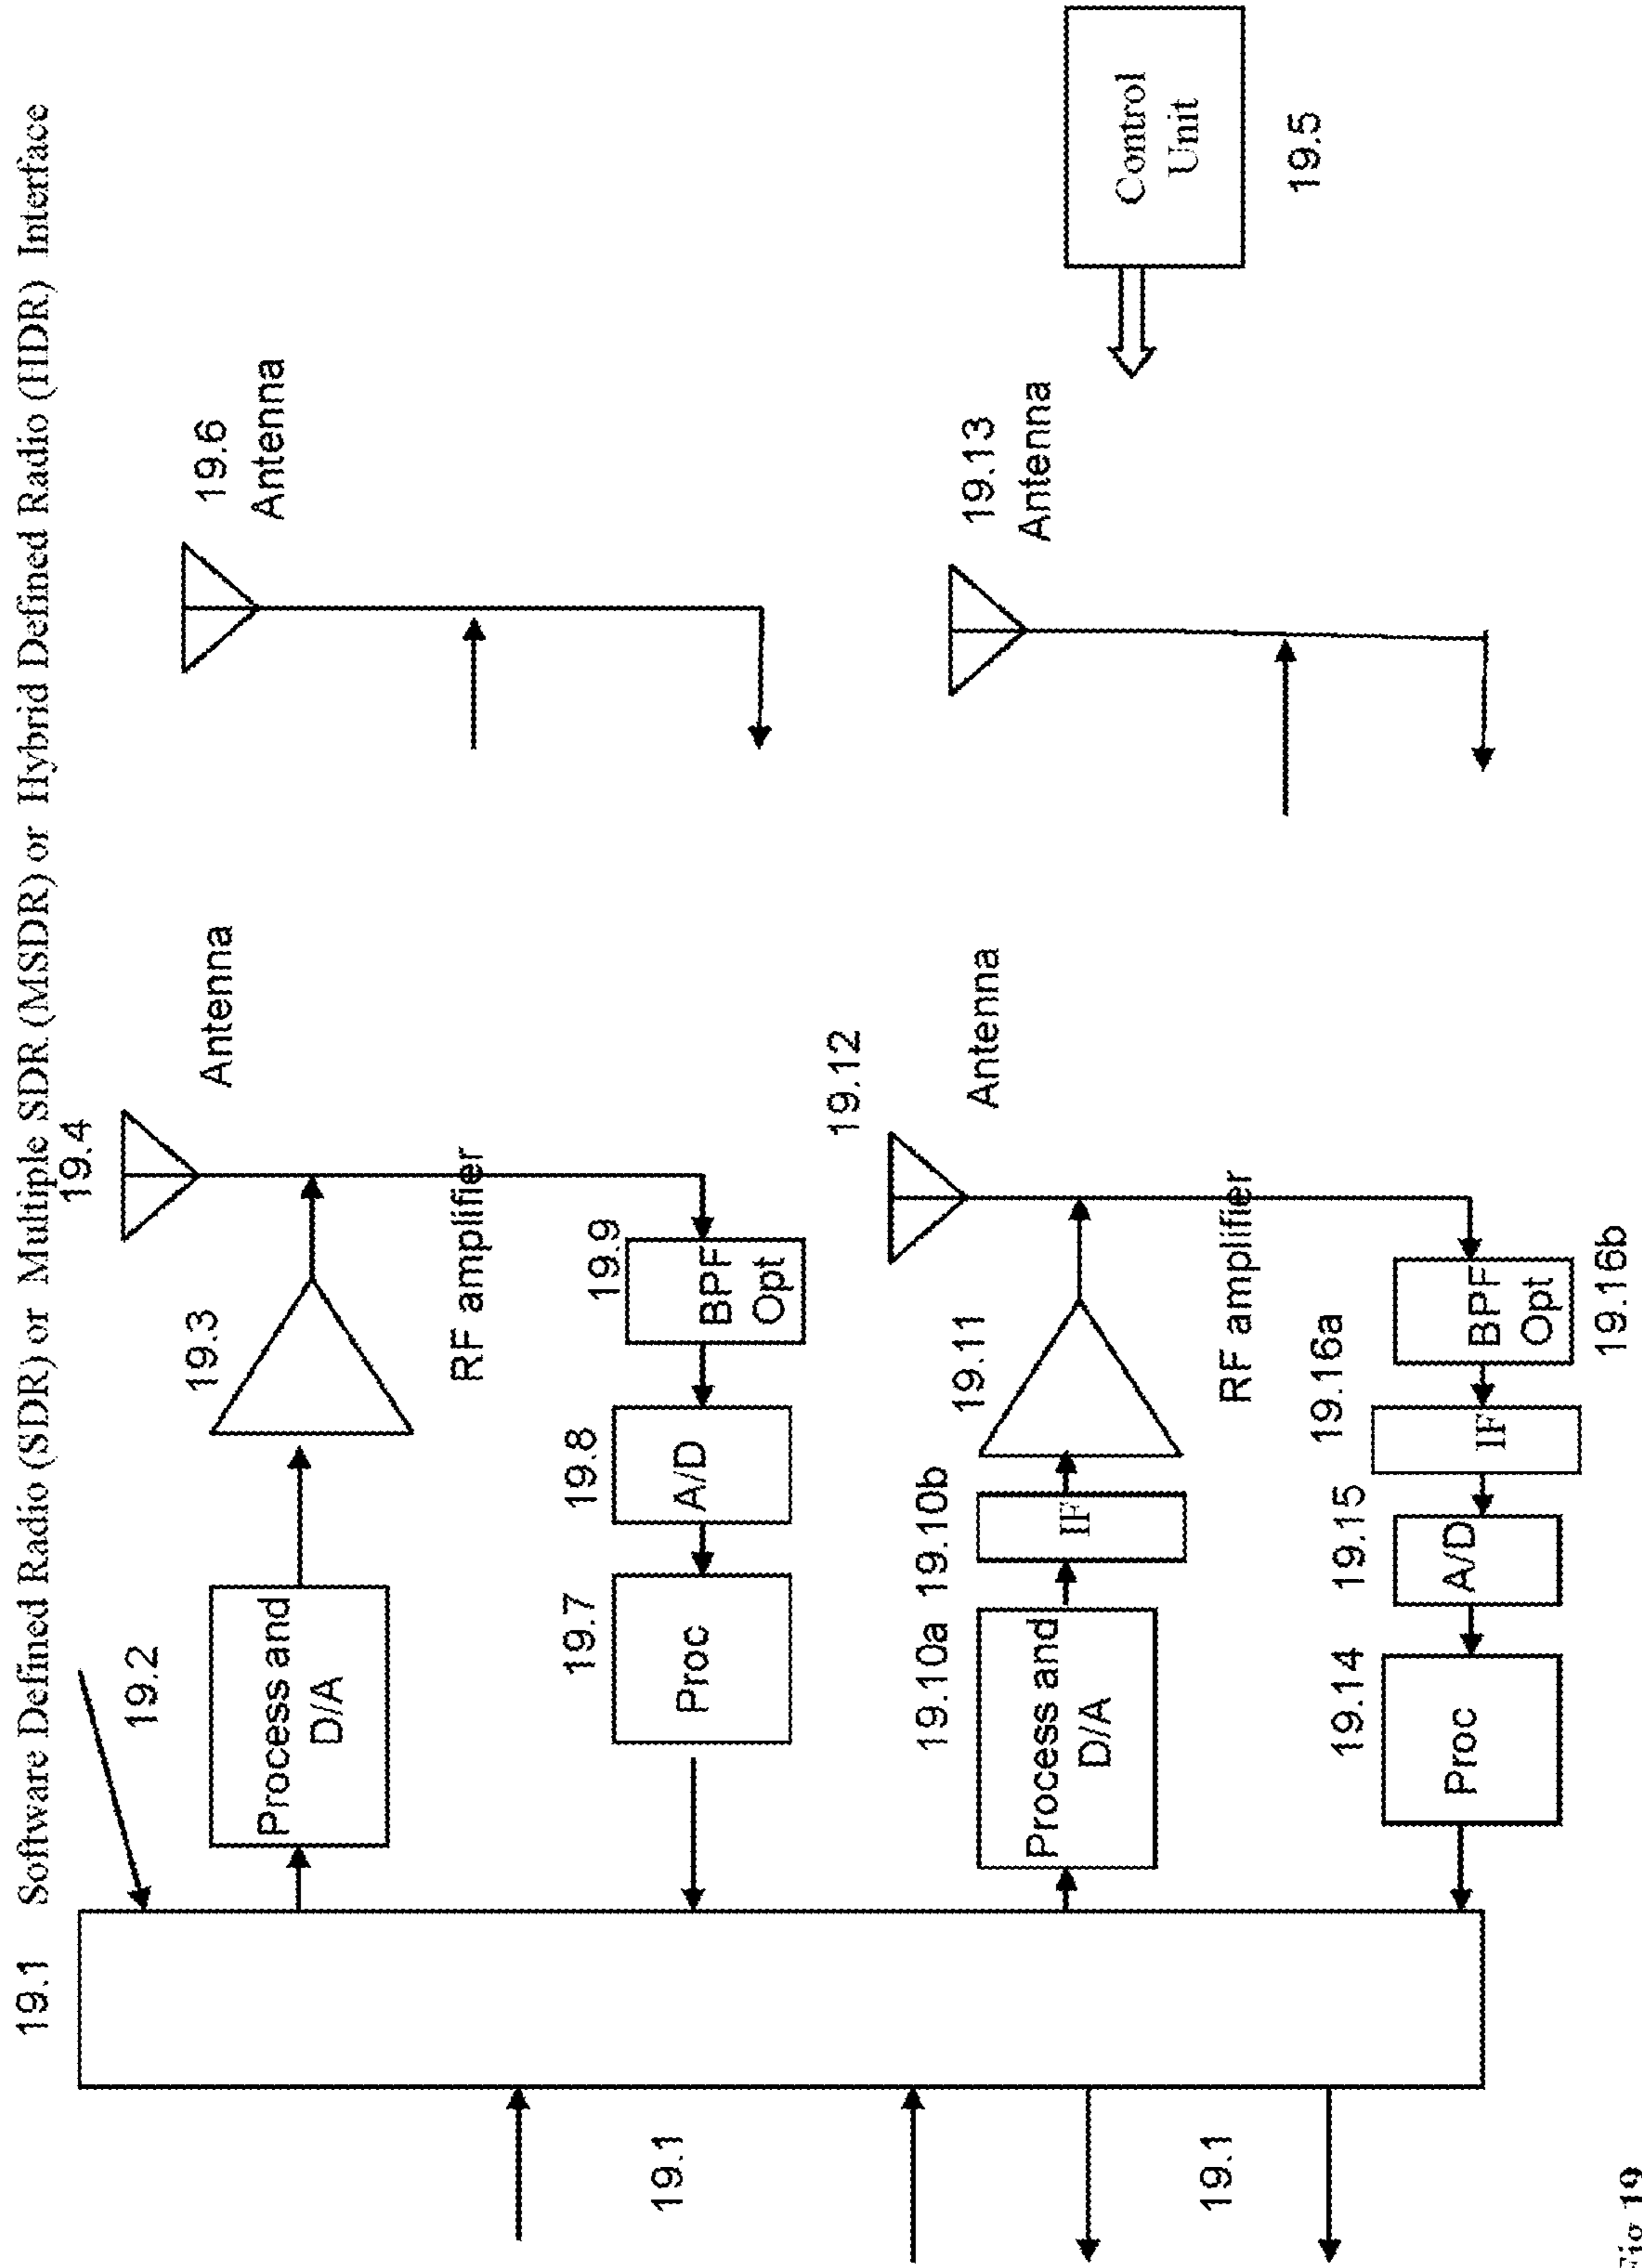 19.1 Software Defined Radio (SDR) or Multiple SDR (MSDR) or Hybrid Defined Radio (HDR) Interface
19.4
Antenna
19.6
Antenna
19.2
19.3
Process and
D/A
RF amplifier
19.7
19.8
19.9
Proc
A/D
BPF
Opt
19.1
19.12
Antenna
19.13
Antenna
19.10a
19.10b
19.11
Process and
D/A
IF
RF amplifier
Control
Unit
19.5
19.14
19.15
19.16a
Proc
A/D
IF
BPF
Opt
19.16b
19.1
Fig 19